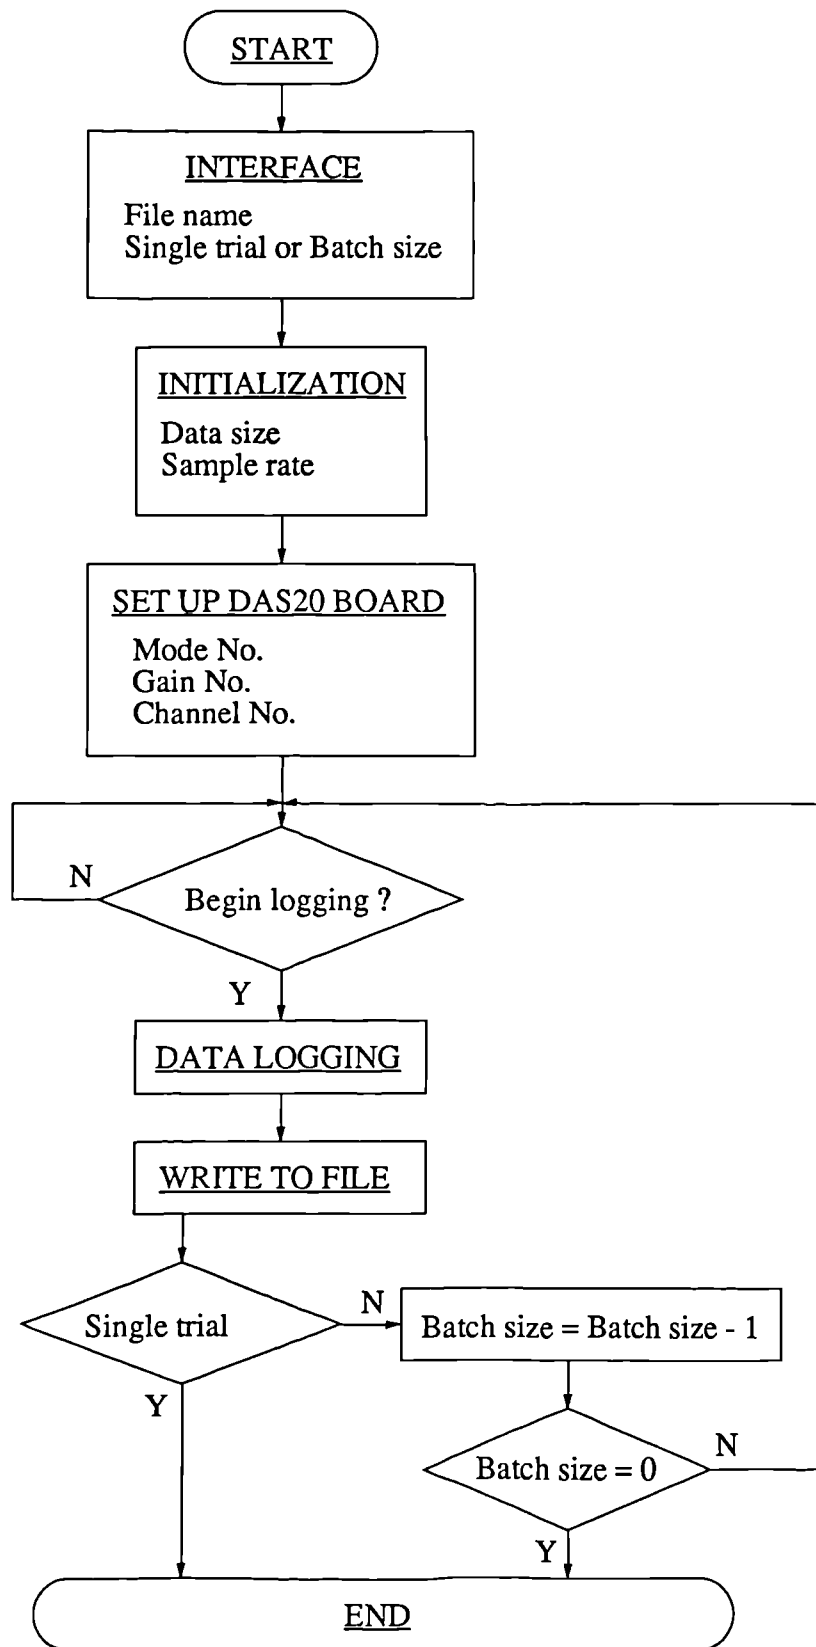 START
INTERFACE
File name
Single trial or Batch size
INITIALIZATION
Data size
Sample rate
SET UP DAS20 BOARD
Mode No.
Gain No.
Channel No.
N
Begin logging ?
Y
DATA LOGGING
WRITE TO FILE
Single trial
N
Batch size = Batch size - 1
Y
Batch size = 0
N
Y
END